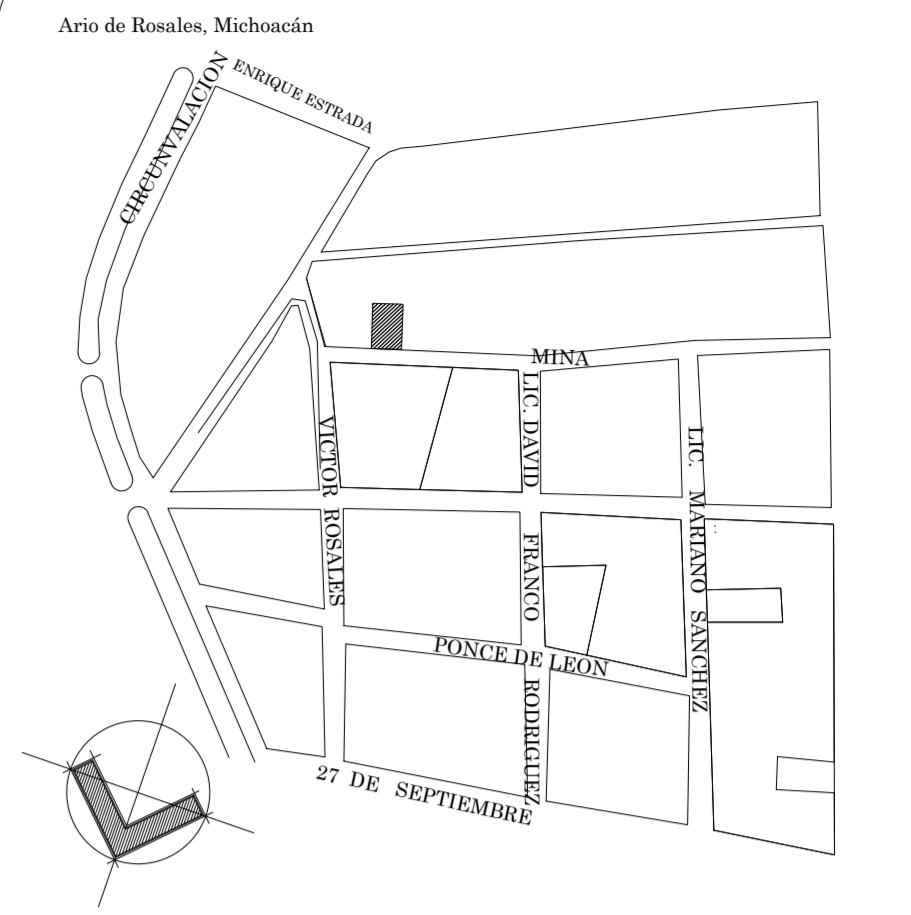 Ario de Rosales, Michoacán
CIRCUNVALACION
ENRIQUE ESTRADA
MINA
VICTOR ROSALES
LIC. DAVID FRANCO RODRIGUEZ
LIC. MARIANO SANCHEZ
PONCE DE LEON
27 DE SEPTIEMBRE